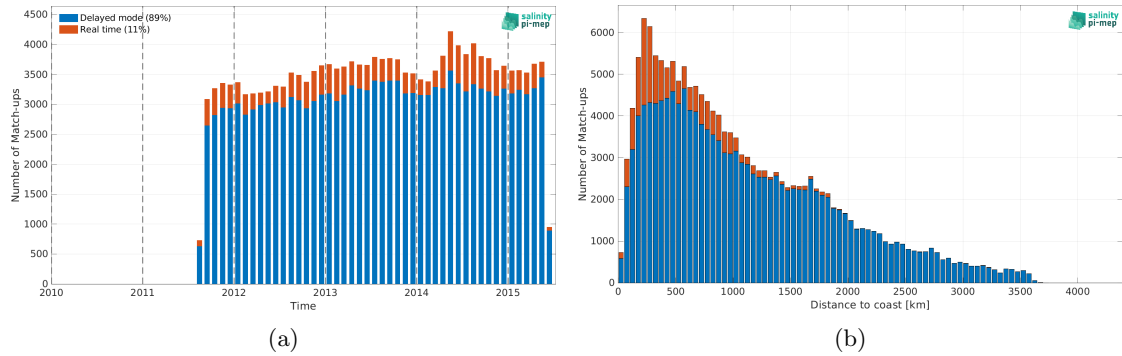 Delayed mode (89%)
Real time (11%)
salinity
pi-mep
Number of Match-ups
4500
4000
3500
3000
2500
2000
1500
1000
500
0
2010
2011
2012
2013
2014
2015
Time
(a)
salinity
pi-mep
Number of Match-ups
6000
5000
4000
3000
2000
1000
0
0
500
1000
1500
2000
2500
3000
3500
4000
Distance to coast [km]
(b)